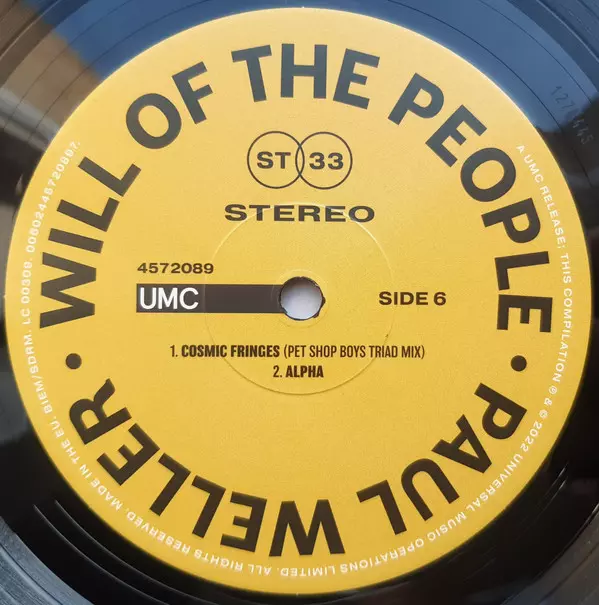 WILL OF THE PEOPLE • PAUL WELLER •
ST 33
STEREO
4572089
UMC
SIDE 6
1. COSMIC FRINGES (PET SHOP BOYS TRIAD MIX)
2. ALPHA
A UMC RELEASE; THIS COMPILATION ℗ & © 2022 UNIVERSAL MUSIC OPERATIONS LIMITED. ALL RIGHTS RESERVED. MADE IN THE EU. BIEM/SDRM. LC 00309. 00602445720897.